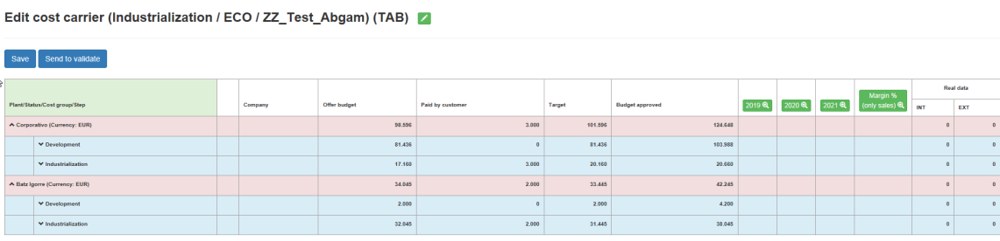 Edit cost carrier (Industrialization / ECO / ZZ_Test_Abgam) (TAB)
Save Send to validate
Plant/Status/Cost group/Step Company Offer budget Paid by customer Target Budget approved 2019 2020 2021 Margin % (only sales) Real data INT EXT
Corporativo (Currency: EUR) 98.596 3.000 101.596 124.648 0 0
Development 81.436 0 81.436 103.988 0 0
Industrialization 17.160 3.000 20.160 20.660 0 0
Batz Igorre (Currency: EUR) 34.045 2.000 33.445 42.245 0 0
Development 2.000 0 2.000 4.200 0 0
Industrialization 32.045 2.000 31.445 38.045 0 0